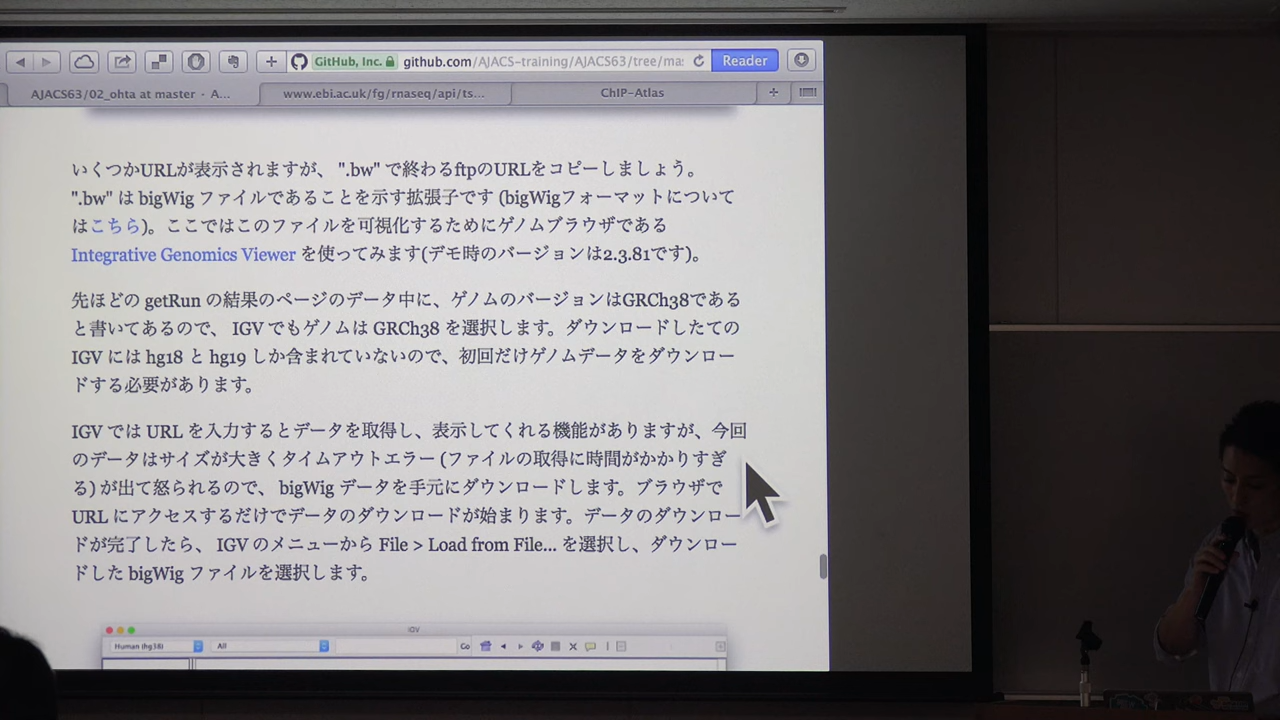 GitHub, Inc. github.com/AJACS-training/AJACS63/tree/mas Reader
AJACS63/02_ohta at master - A...
www.ebi.ac.uk/fg/rnaseq/api/ts...
ChIP-Atlas
いくつかURLが表示されますが、 ".bw" で終わるftpのURLをコピーしましょう。
".bw" は bigWig ファイルであることを示す拡張子です (bigWigフォーマットについて
はこちら)。ここではこのファイルを可視化するためにゲノムブラウザである
Integrative Genomics Viewer を使ってみます(デモ時のバージョンは2.3.81です)。
先ほどの getRun の結果のページのデータ中に、ゲノムのバージョンはGRCh38である
と書いてあるので、 IGV でもゲノムは GRCh38 を選択します。ダウンロードしたての
IGV には hg18 と hg19 しか含まれていないので、初回だけゲノムデータをダウンロー
ドする必要があります。
IGV では URL を入力するとデータを取得し、表示してくれる機能がありますが、今回
のデータはサイズが大きくタイムアウトエラー (ファイルの取得に時間がかかりすぎ
る) が出て怒られるので、 bigWig データを手元にダウンロードします。ブラウザで
URL にアクセスするだけでデータのダウンロードが始まります。データのダウンロー
ドが完了したら、 IGV のメニューから File > Load from File... を選択し、ダウンロー
ドした bigWig ファイルを選択します。
IGV
Human (hg38) All Go